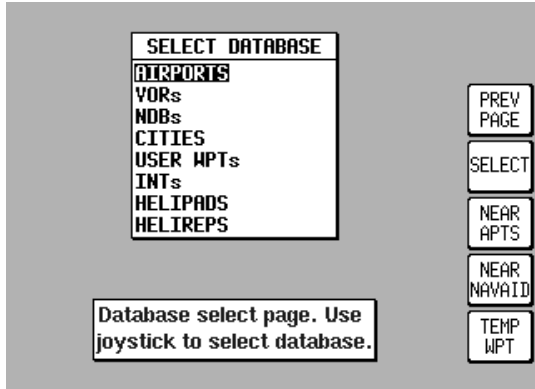 SELECT DATABASE
AIRPORTS
VORs
NDBs
CITIES
USER WPTs
INTs
HELIPADS
HELIREPS
PREV
PAGE
SELECT
NEAR
APTS
NEAR
NAVAID
TEMP
WPT
Database select page. Use
joystick to select database.